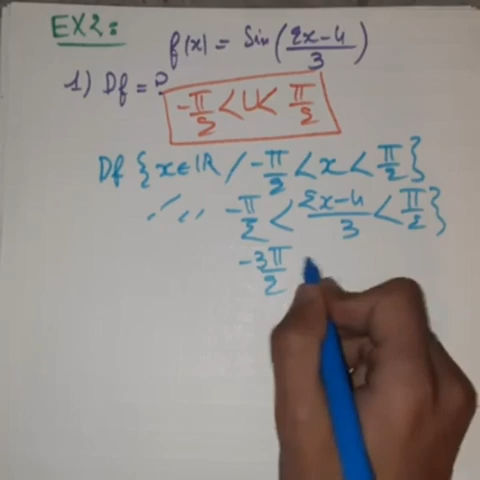 EX2:
f(x) = Sin(2x-4/3)
1) Df = ?
-π/2 < U < π/2
Df {x∈IR / -π/2 < x < π/2}
〃 〃 -π/2 < 2x-4/3 < π/2}
-3π/2